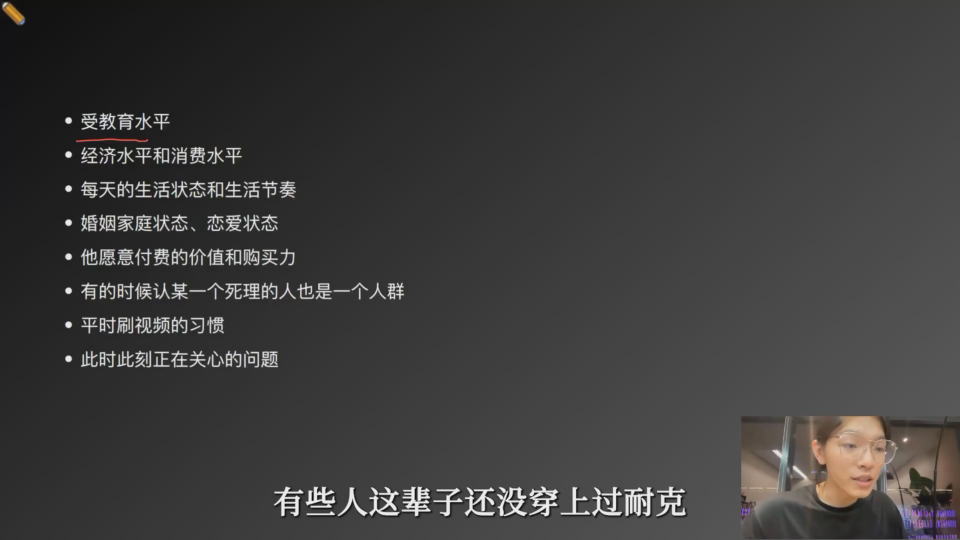 受教育水平
经济水平和消费水平
每天的生活状态和生活节奏
婚姻家庭状态、恋爱状态
他愿意付费的价值和购买力
有的时候认某一个死理的人也是一个人群
平时刷视频的习惯
此时此刻正在关心的问题
有些人这辈子还没穿上过耐克